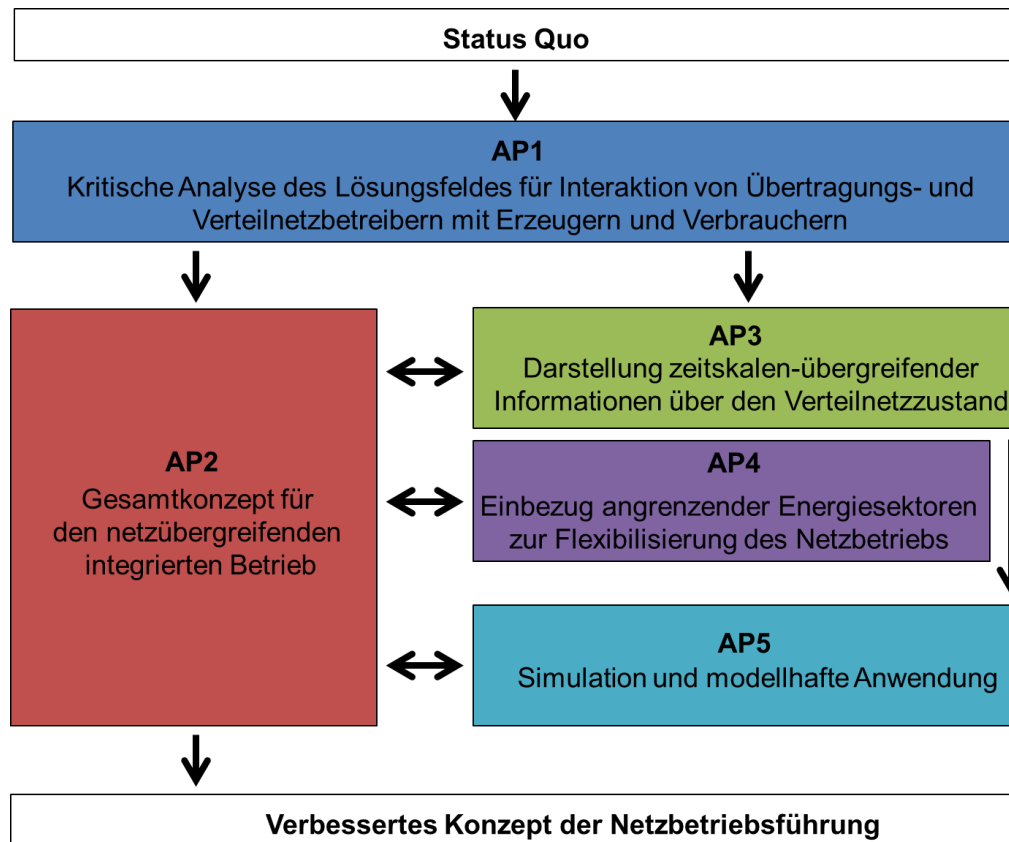 Status Quo
AP1
Kritische Analyse des Lösungsfeldes für Interaktion von Übertragungs- und
Verteilnetzbetreibern mit Erzeugern und Verbrauchern
AP2
Gesamtkonzept für
den netzübergreifenden
integrierten Betrieb
AP3
Darstellung zeitskalen-übergreifender
Informationen über den Verteilnetzzustand
AP4
Einbezug angrenzender Energiesektoren
zur Flexibilisierung des Netzbetriebs
AP5
Simulation und modellhafte Anwendung
Verbessertes Konzept der Netzbetriebsführung